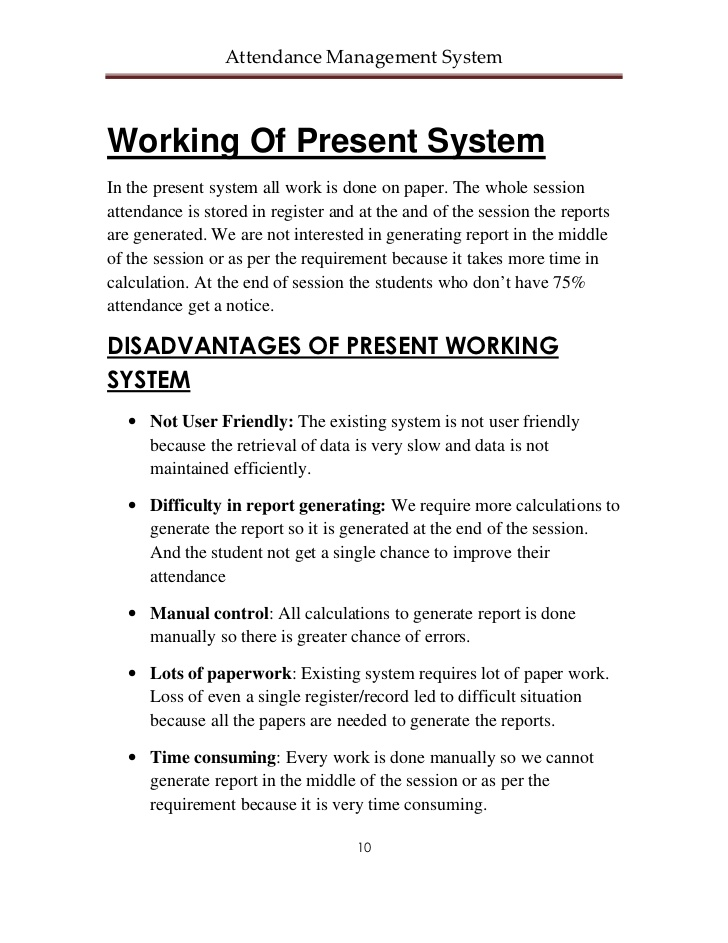 Attendance Management System
Working Of Present System
In the present system all work is done on paper. The whole session
attendance is stored in register and at the and of the session the reports
are generated. We are not interested in generating report in the middle
of the session or as per the requirement because it takes more time in
calculation. At the end of session the students who don’t have 75%
attendance get a notice.
DISADVANTAGES OF PRESENT WORKING
SYSTEM
• Not User Friendly: The existing system is not user friendly
because the retrieval of data is very slow and data is not
maintained efficiently.
• Difficulty in report generating: We require more calculations to
generate the report so it is generated at the end of the session.
And the student not get a single chance to improve their
attendance
• Manual control: All calculations to generate report is done
manually so there is greater chance of errors.
• Lots of paperwork: Existing system requires lot of paper work.
Loss of even a single register/record led to difficult situation
because all the papers are needed to generate the reports.
• Time consuming: Every work is done manually so we cannot
generate report in the middle of the session or as per the
requirement because it is very time consuming.
10